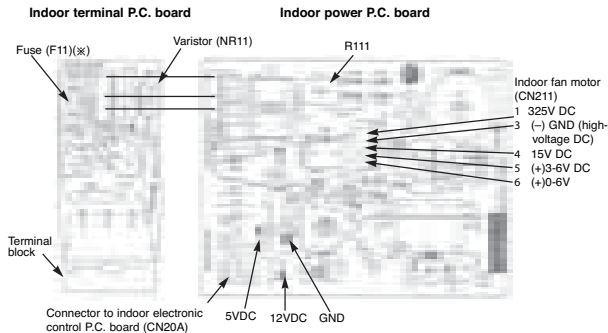 Indoor terminal P.C. board
Indoor power P.C. board
Fuse (F11)(※)
Varistor (NR11)
R111
Indoor fan motor
(CN211)
1 325V DC
3 (–) GND (high-
voltage DC)
4 15V DC
5 (+)3-6V DC
6 (+)0-6V
Terminal
block
Connector to indoor electronic
control P.C. board (CN20A)
5VDC
12VDC
GND